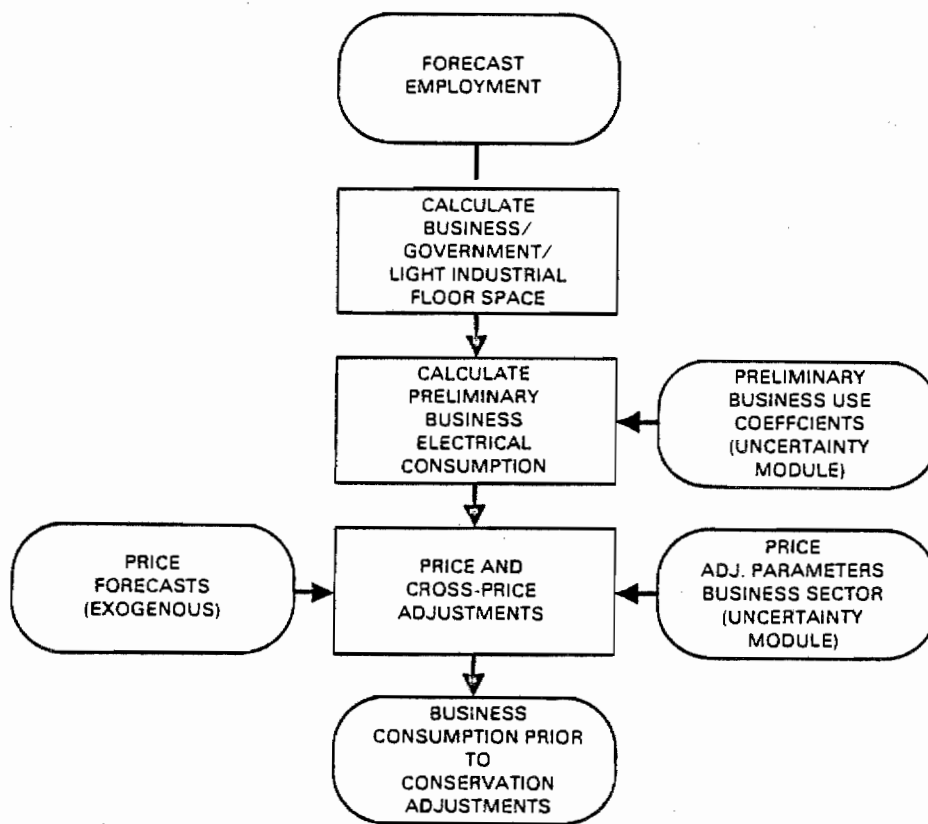 FORECAST
EMPLOYMENT
CALCULATE
BUSINESS/
GOVERNMENT/
LIGHT INDUSTRIAL
FLOOR SPACE
CALCULATE
PRELIMINARY
BUSINESS
ELECTRICAL
CONSUMPTION
PRELIMINARY
BUSINESS USE
COEFFCIENTS
(UNCERTAINTY
MODULE)
PRICE
FORECASTS
(EXOGENOUS)
PRICE AND
CROSS-PRICE
ADJUSTMENTS
PRICE
ADJ. PARAMETERS
BUSINESS SECTOR
(UNCERTAINTY
MODULE)
BUSINESS
CONSUMPTION PRIOR
TO
CONSERVATION
ADJUSTMENTS